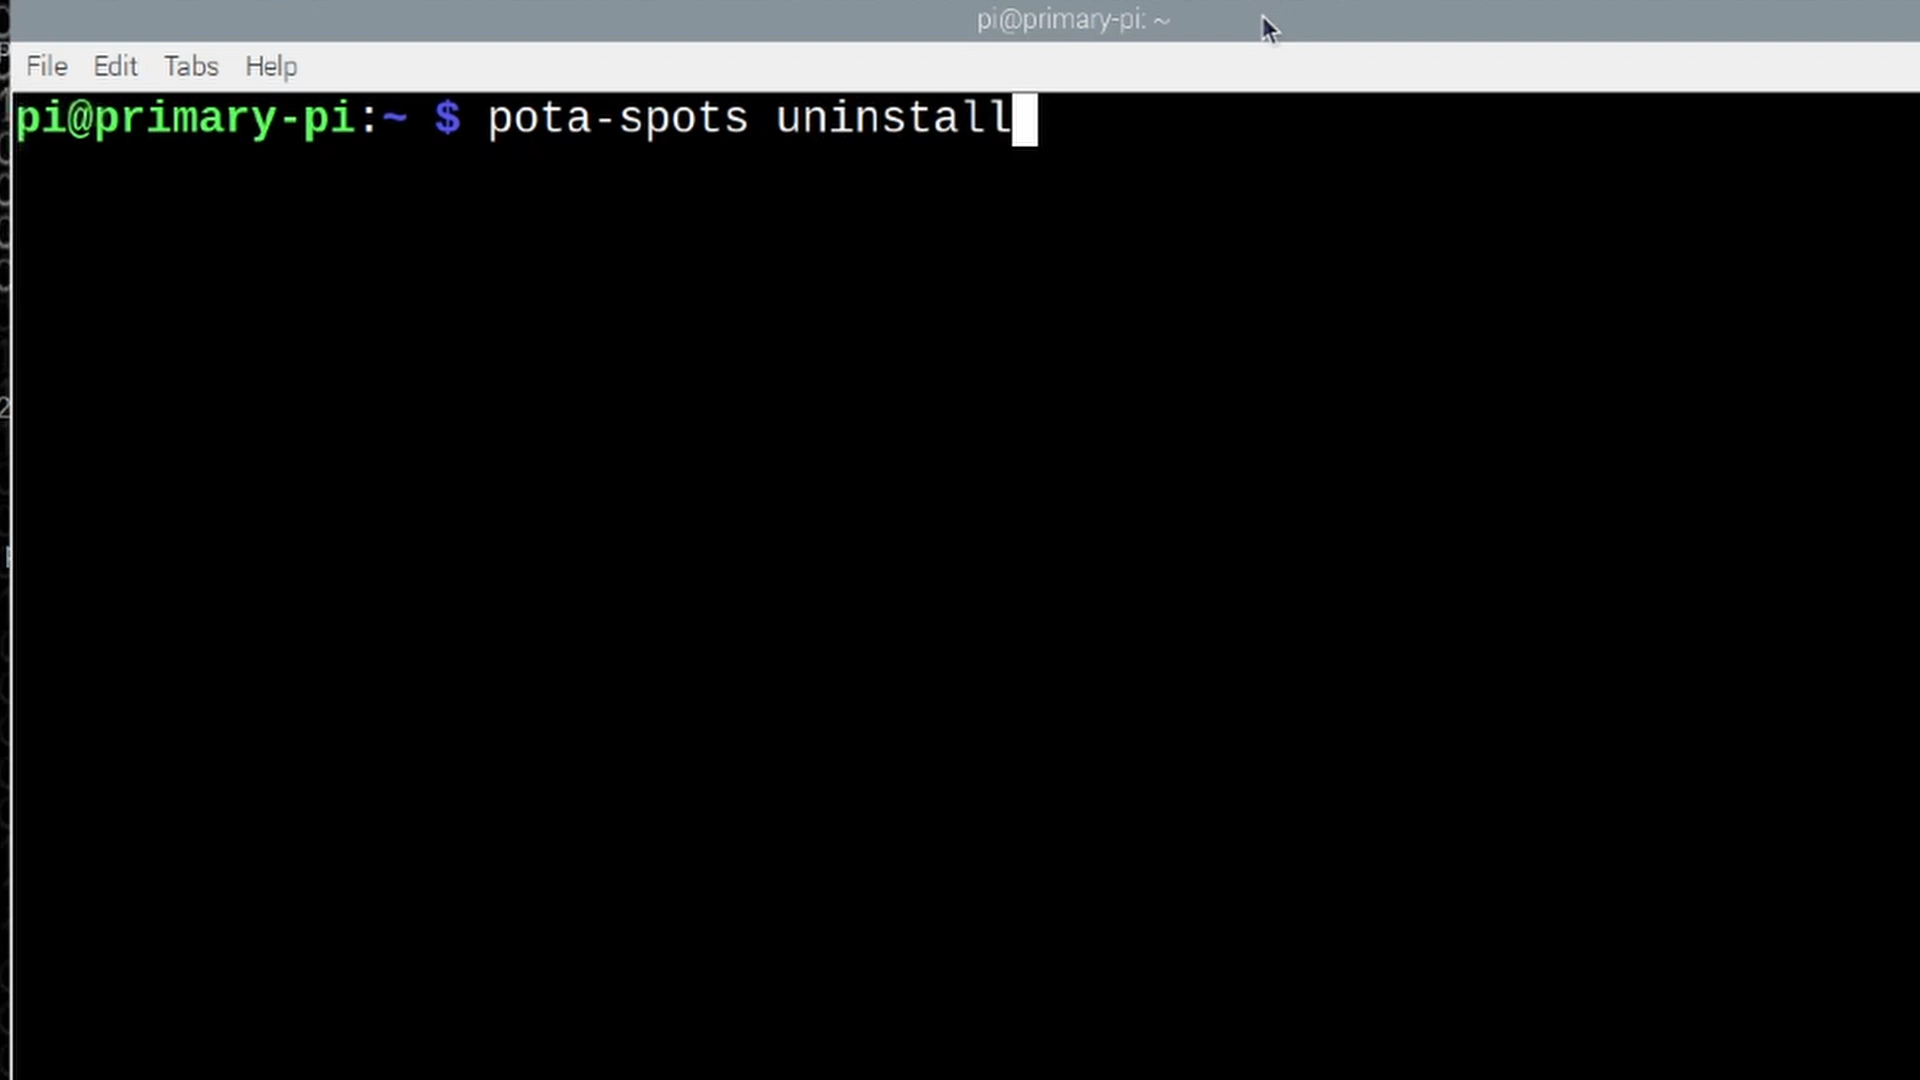 pi@primary-pi: ~
File Edit Tabs Help
pi@primary-pi:~ $ pota-spots uninstall